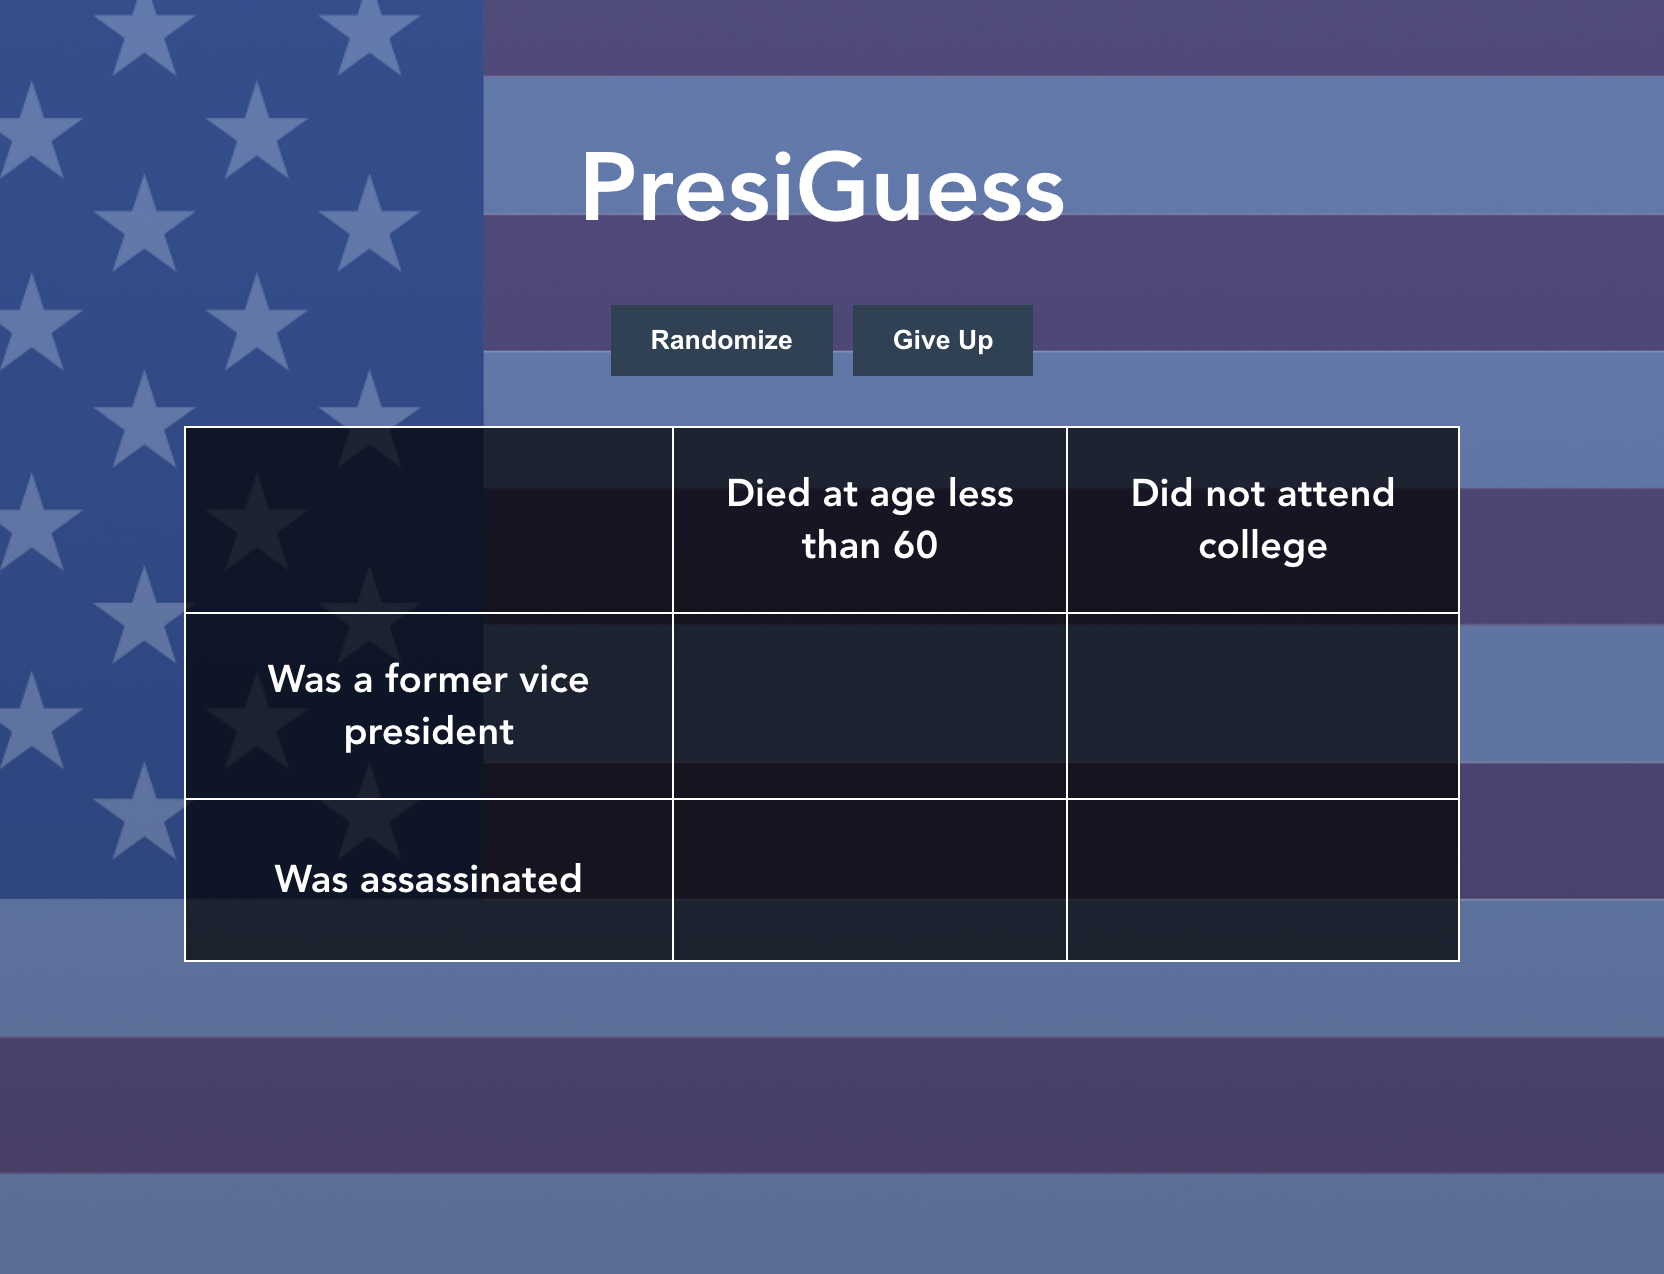 PresiGuess
Randomize
Give Up
Died at age less
than 60
Did not attend
college
Was a former vice
president
Was assassinated